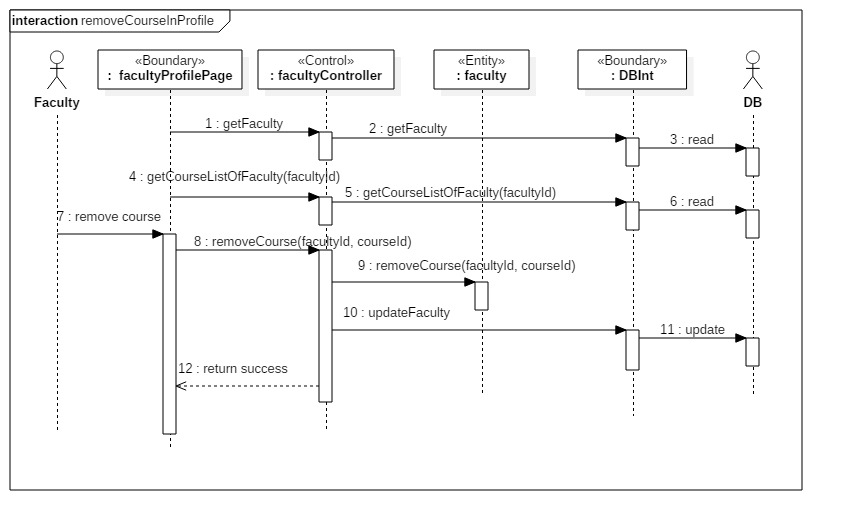 interaction removeCourseInProfile
«Boundary»
: facultyProfilePage
«Control»
: facultyController
«Entity»
: faculty
«Boundary»
: DBInt
Faculty
DB
1 : getFaculty
2 : getFaculty
3 : read
4 : getCourseListOfFaculty(facultyId)
5 : getCourseListOfFaculty(facultyId)
6 : read
7 : remove course
8 : removeCourse(facultyId, courseId)
9 : removeCourse(facultyId, courseId)
10 : updateFaculty
11 : update
12 : return success